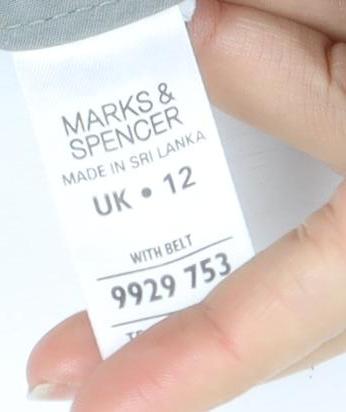 MARKS &
SPENCER
MADE IN SRI LANKA
UK • 12
WITH BELT
9929 753